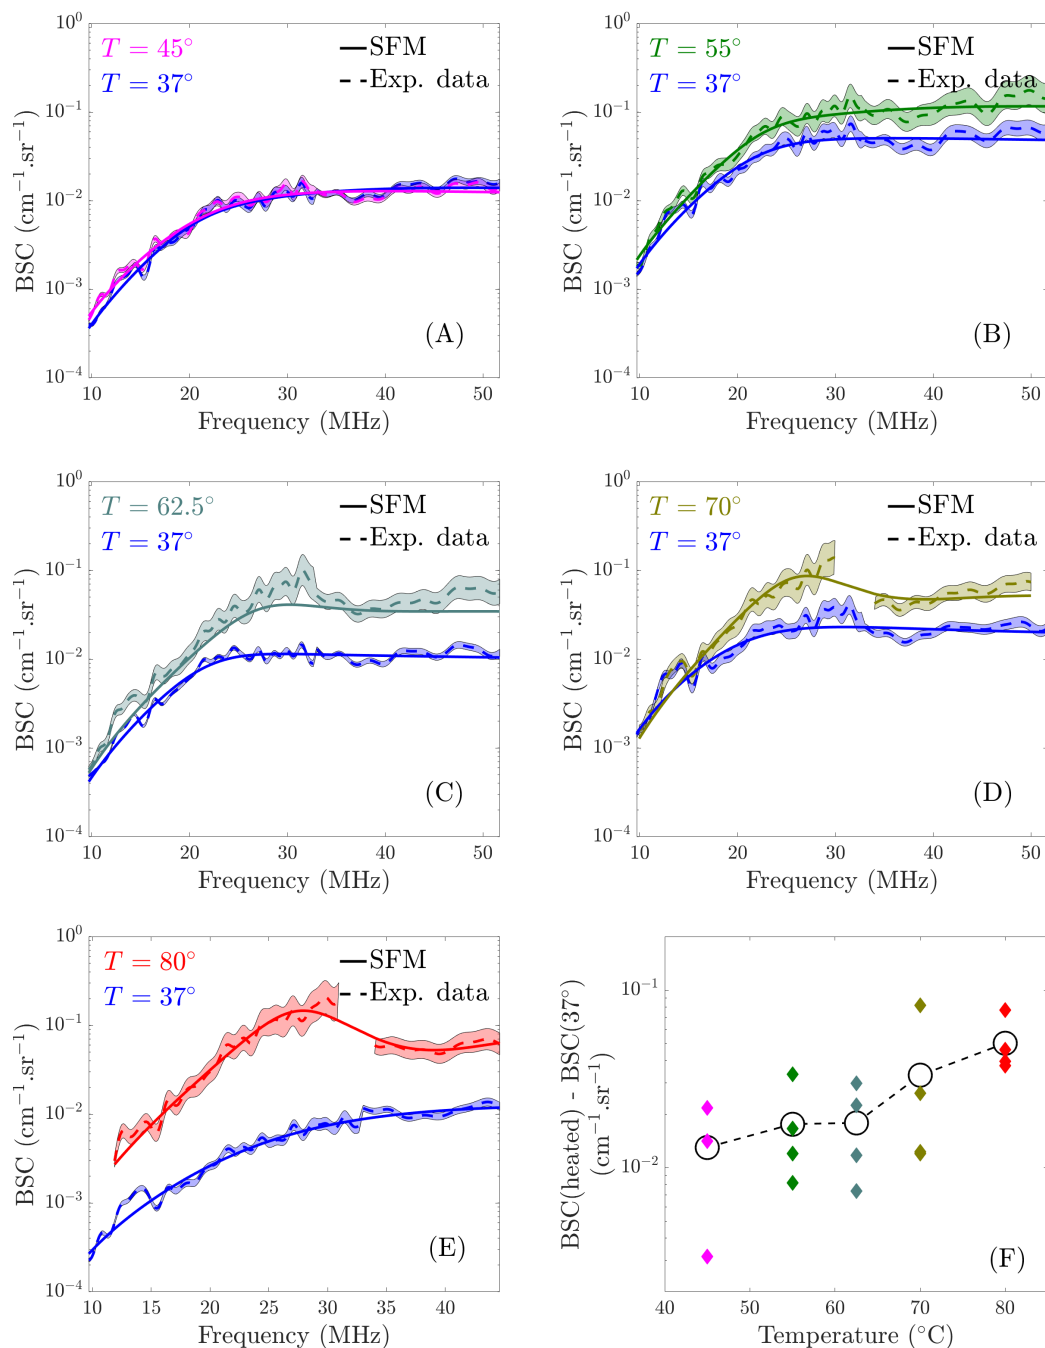 T = 45°
T = 37°
SFM
Exp. data
10⁰
10⁻¹
10⁻²
10⁻³
10⁻⁴
BSC (cm⁻¹.sr⁻¹)
(A)
10 20 30 40 50
Frequency (MHz)
T = 55°
T = 37°
SFM
Exp. data
10⁰
10⁻¹
10⁻²
10⁻³
10⁻⁴
BSC (cm⁻¹.sr⁻¹)
(B)
10 20 30 40 50
Frequency (MHz)
T = 62.5°
T = 37°
SFM
Exp. data
10⁰
10⁻¹
10⁻²
10⁻³
10⁻⁴
BSC (cm⁻¹.sr⁻¹)
(C)
10 20 30 40 50
Frequency (MHz)
T = 70°
T = 37°
SFM
Exp. data
10⁰
10⁻¹
10⁻²
10⁻³
10⁻⁴
BSC (cm⁻¹.sr⁻¹)
(D)
10 20 30 40 50
Frequency (MHz)
T = 80°
T = 37°
SFM
Exp. data
10⁰
10⁻¹
10⁻²
10⁻³
10⁻⁴
BSC (cm⁻¹.sr⁻¹)
(E)
10 15 20 25 30 35 40
Frequency (MHz)
10⁻¹
10⁻²
BSC(heated) - BSC(37°)
(cm⁻¹.sr⁻¹)
(F)
40 50 60 70 80
Temperature (°C)